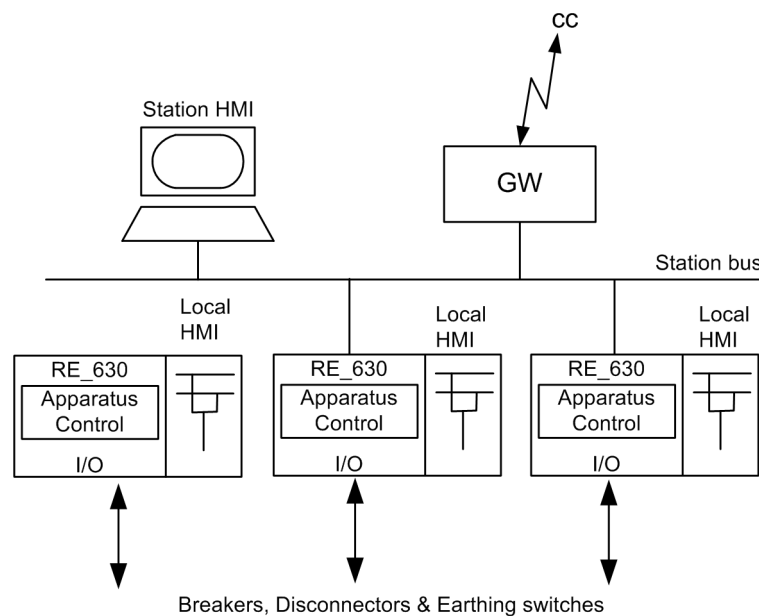 cc
Station HMI
GW
Station bus
Local
HMI
Local
HMI
Local
HMI
RE_630
Apparatus
Control
I/O
RE_630
Apparatus
Control
I/O
RE_630
Apparatus
Control
I/O
Breakers, Disconnectors & Earthing switches